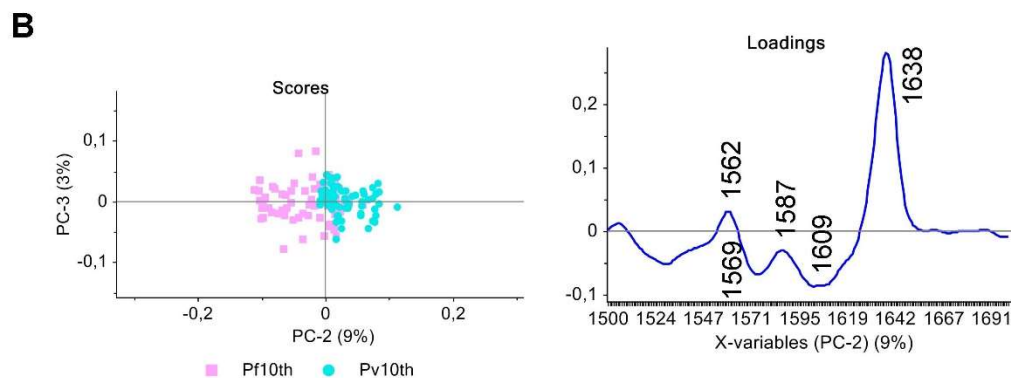 B
Scores
0,1
0
-0,1
PC-3 (3%)
-0,2 0 0,2
PC-2 (9%)
Pf10th Pv10th
Loadings
0,2
0,1
0
-0,1
1562
1569
1587
1609
1638
1500 1524 1547 1571 1595 1619 1642 1667 1691
X-variables (PC-2) (9%)